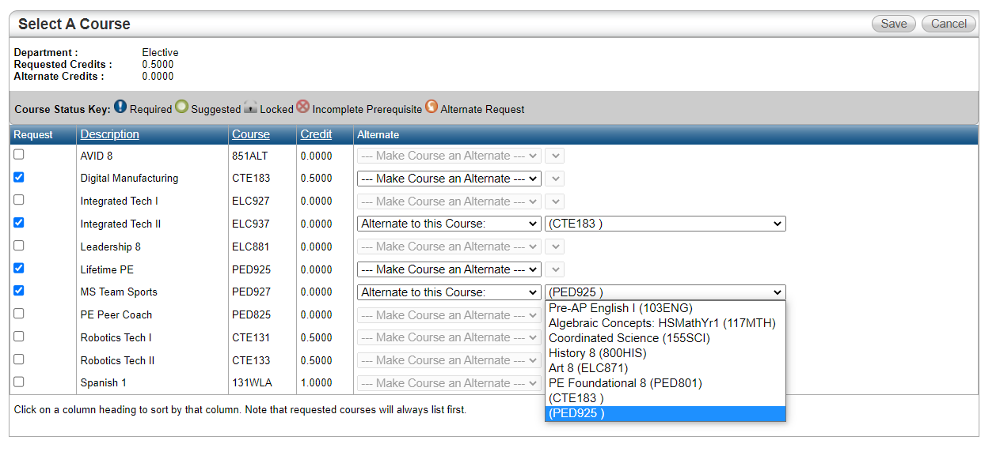 Select A Course Save Cancel
Department : Elective
Requested Credits : 0.5000
Alternate Credits : 0.0000
Course Status Key: Required Suggested Locked Incomplete Prerequisite Alternate Request
Request Description Course Credit Alternate
AVID 8 851ALT 0.0000 --- Make Course an Alternate ---
Digital Manufacturing CTE183 0.5000 --- Make Course an Alternate ---
Integrated Tech I ELC927 0.0000 --- Make Course an Alternate ---
Integrated Tech II ELC937 0.0000 Alternate to this Course: (CTE183 )
Leadership 8 ELC881 0.0000 --- Make Course an Alternate ---
Lifetime PE PED925 0.0000 --- Make Course an Alternate ---
MS Team Sports PED927 0.0000 Alternate to this Course: (PED925 )
PE Peer Coach PED825 0.0000 --- Make Course an Alternate ---
Robotics Tech I CTE131 0.5000 --- Make Course an Alternate ---
Robotics Tech II CTE133 0.5000 --- Make Course an Alternate ---
Spanish 1 131WLA 1.0000 --- Make Course an Alternate ---
Pre-AP English I (103ENG)
Algebraic Concepts: HSMathYr1 (117MTH)
Coordinated Science (155SCI)
History 8 (800HIS)
Art 8 (ELC871)
PE Foundational 8 (PED801)
(CTE183 )
(PED925 )
Click on a column heading to sort by that column. Note that requested courses will always list first.